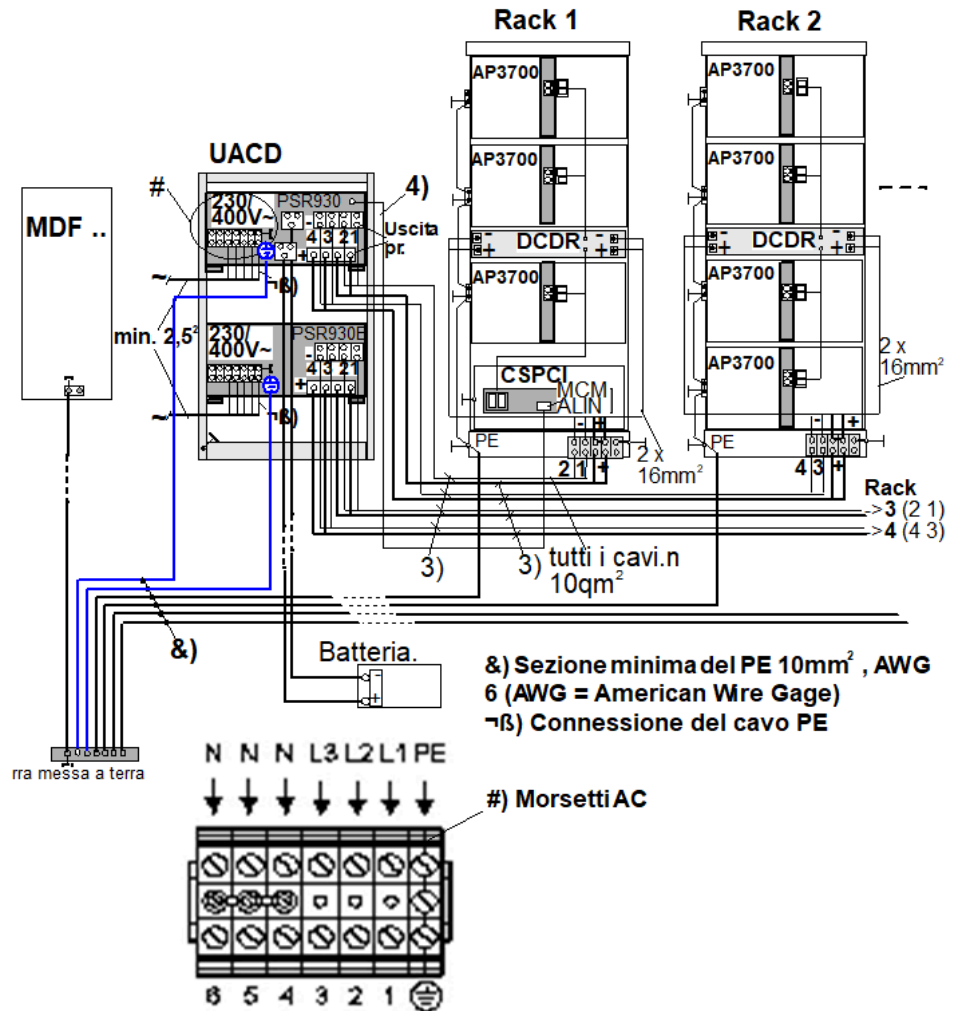 Rack 1
Rack 2
AP3700
AP3700
AP3700
AP3700
UACD
#
4)
MDF ..
230/
400V~
PSR930
-
4 3 2 1
+
Uscita
pr.
DCDR
- +
- +
DCDR
- +
- +
~
¬ß)
AP3700
AP3700
min. 2,5²
230/
400V~
PSR930E
-
4 3 2 1
+
~
¬ß)
CSPCI
MCM
ALIN
AP3700
2 x
16mm²
PE
- +
2 1 +
2 x
16mm²
PE
- +
4 3 +
Rack
->3 (2 1)
->4 (4 3)
3)
3)
tutti i cavi.n
10qm²
&)
Batteria.
-
+
&) Sezione minima del PE 10mm² , AWG
6 (AWG = American Wire Gage)
¬ß) Connessione del cavo PE
rra messa a terra
N N N L3 L2 L1 PE
#) Morsetti AC
6 5 4 3 2 1